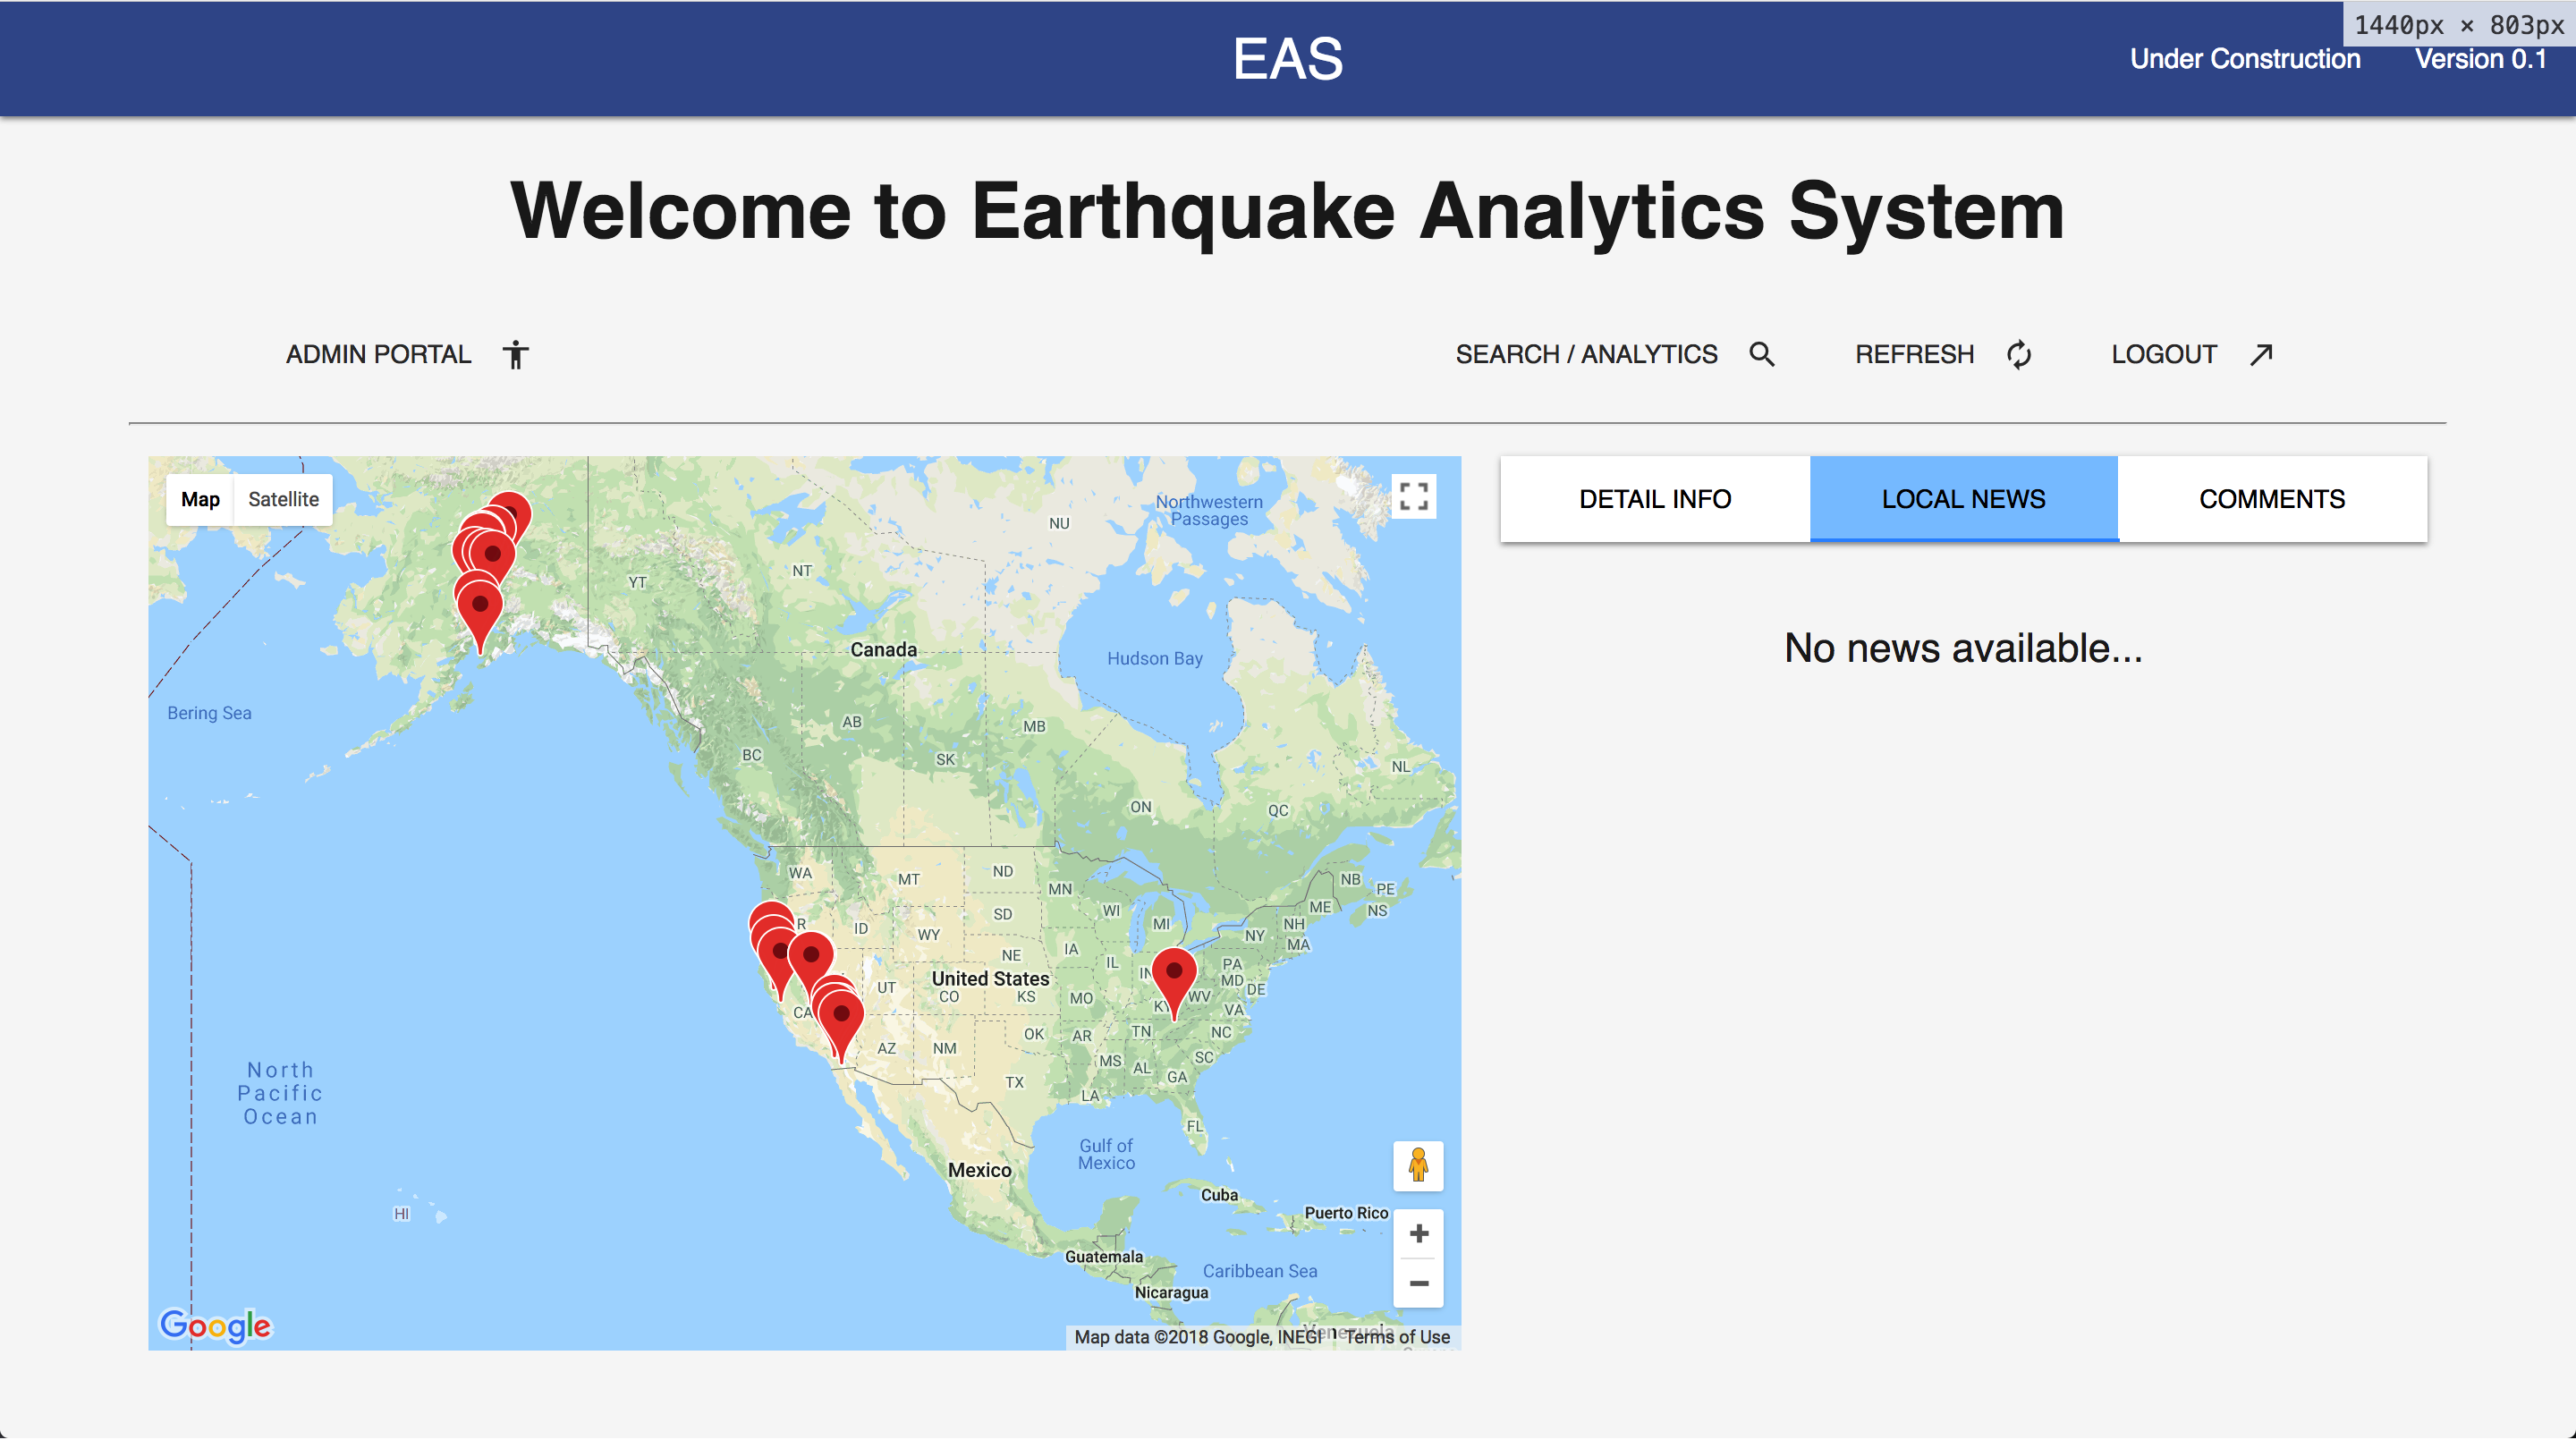 1440px × 803px
EAS
Under Construction Version 0.1
Welcome to Earthquake Analytics System
ADMIN PORTAL
SEARCH / ANALYTICS
REFRESH
LOGOUT
Map Satellite
DETAIL INFO
LOCAL NEWS
COMMENTS
No news available...
Northwestern
Passages
NU
NT
YT
Canada
Hudson Bay
Bering Sea
AB
MB
BC
SK
NL
ON
QC
WA
MT
ND
MN
NB
PE
SD
WI
ME
NS
MI
NH
ID
WY
NY
MA
IA
NE
IL
PA
United States
MD
UT
CO
KS
MO
WV
DE
KY
VA
CA
OK
AR
TN
NC
AZ
NM
MS
AL
SC
GA
TX
LA
North
Pacific
Ocean
FL
Gulf of
Mexico
Mexico
HI
Cuba
Puerto Rico
Guatemala
Caribbean Sea
Nicaragua
Venezuela
Google
Map data ©2018 Google, INEGI Terms of Use